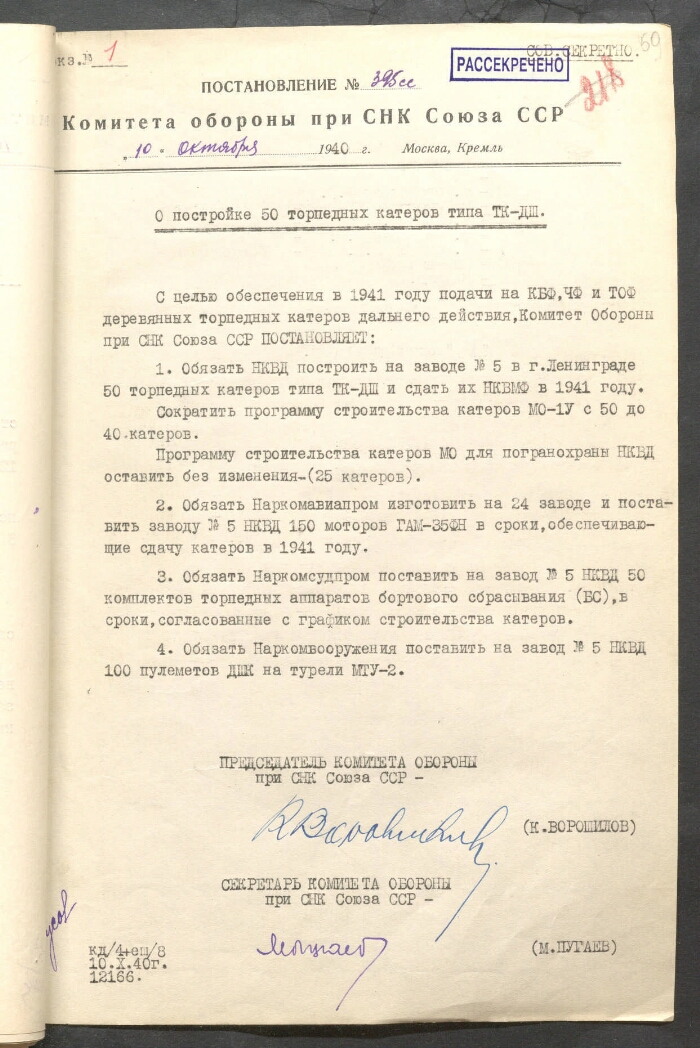 экз.№ 1
СОВ.СЕКРЕТНО.
РАССЕКРЕЧЕНО
218
ПОСТАНОВЛЕНИЕ № 395сс
Комитета обороны при СНК Союза ССР
„10" октября 1940 г. Москва, Кремль
О постройке 50 торпедных катеров типа ТК-ДШ.
С целью обеспечения в 1941 году подачи на КБФ,ЧФ и ТОФ
деревянных торпедных катеров дальнего действия,Комитет Обороны
при СНК Союза ССР ПОСТАНОВЛЯЕТ:
1. Обязать НКВД построить на заводе № 5 в г.Ленинграде
50 торпедных катеров типа ТК-ДШ и сдать их НКВМФ в 1941 году.
Сократить программу строительства катеров МО-1У с 50 до
40 катеров.
Программу строительства катеров МО для погранохраны НКВД
оставить без изменения-(25 катеров).
2. Обязать Наркомавиапром изготовить на 24 заводе и поста-
вить заводу № 5 НКВД 150 моторов ГАМ-35ФН в сроки,обеспечиваю-
щие сдачу катеров в 1941 году.
3. Обязать Наркомсудпром поставить на завод № 5 НКВД 50
комплектов торпедных аппаратов бортового сбрасывания (БС),в
сроки,согласованные с графиком строительства катеров.
4. Обязать Наркомвооружения поставить на завод № 5 НКВД
100 пулеметов ДШК на турели МТУ-2.
ПРЕДСЕДАТЕЛЬ КОМИТЕТА ОБОРОНЫ
при СНК Союза ССР -
КВорошилов
(К.ВОРОШИЛОВ)
СЕКРЕТАРЬ КОМИТЕТА ОБОРОНЫ
при СНК Союза ССР -
(М.ПУГАЕВ)
кд/4+еш/8
10.X.40г.
12166.